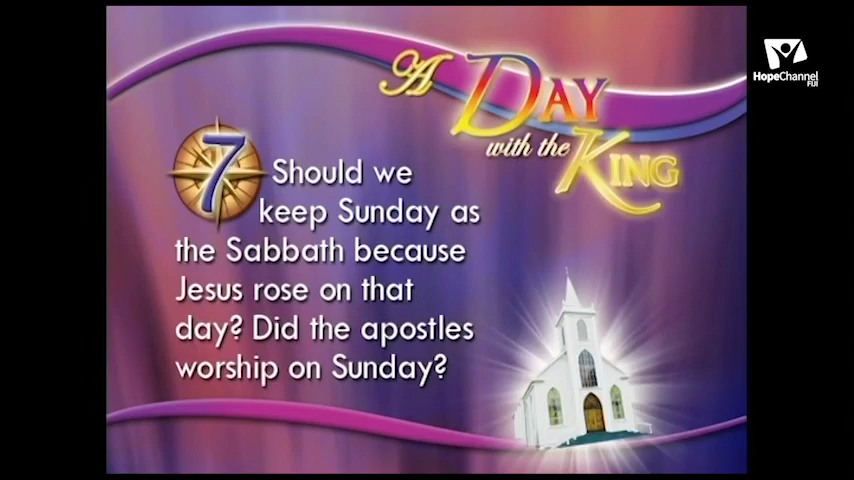 A DAY
with the
KING
HopeChannel
FIJI
7 Should we
keep Sunday as
the Sabbath because
Jesus rose on that
day? Did the apostles
worship on Sunday?